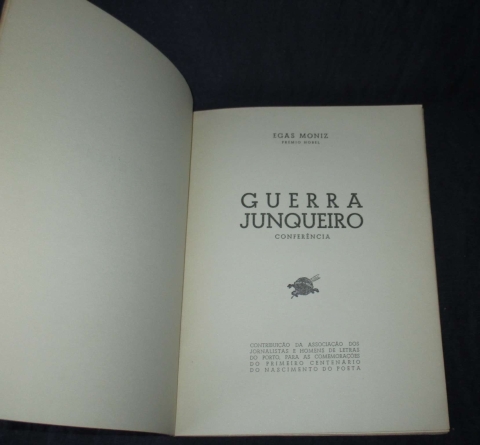 EGAS MONIZ
PREMIO NOBEL
GUERRA
JUNQUEIRO
CONFERÊNCIA
CONTRIBUIÇÃO DA ASSOCIAÇÃO DOS
JORNALISTAS E HOMENS DE LETRAS
DO PORTO, PARA AS COMEMORAÇÕES
DO PRIMEIRO CENTENÁRIO
DO NASCIMENTO DO POETA